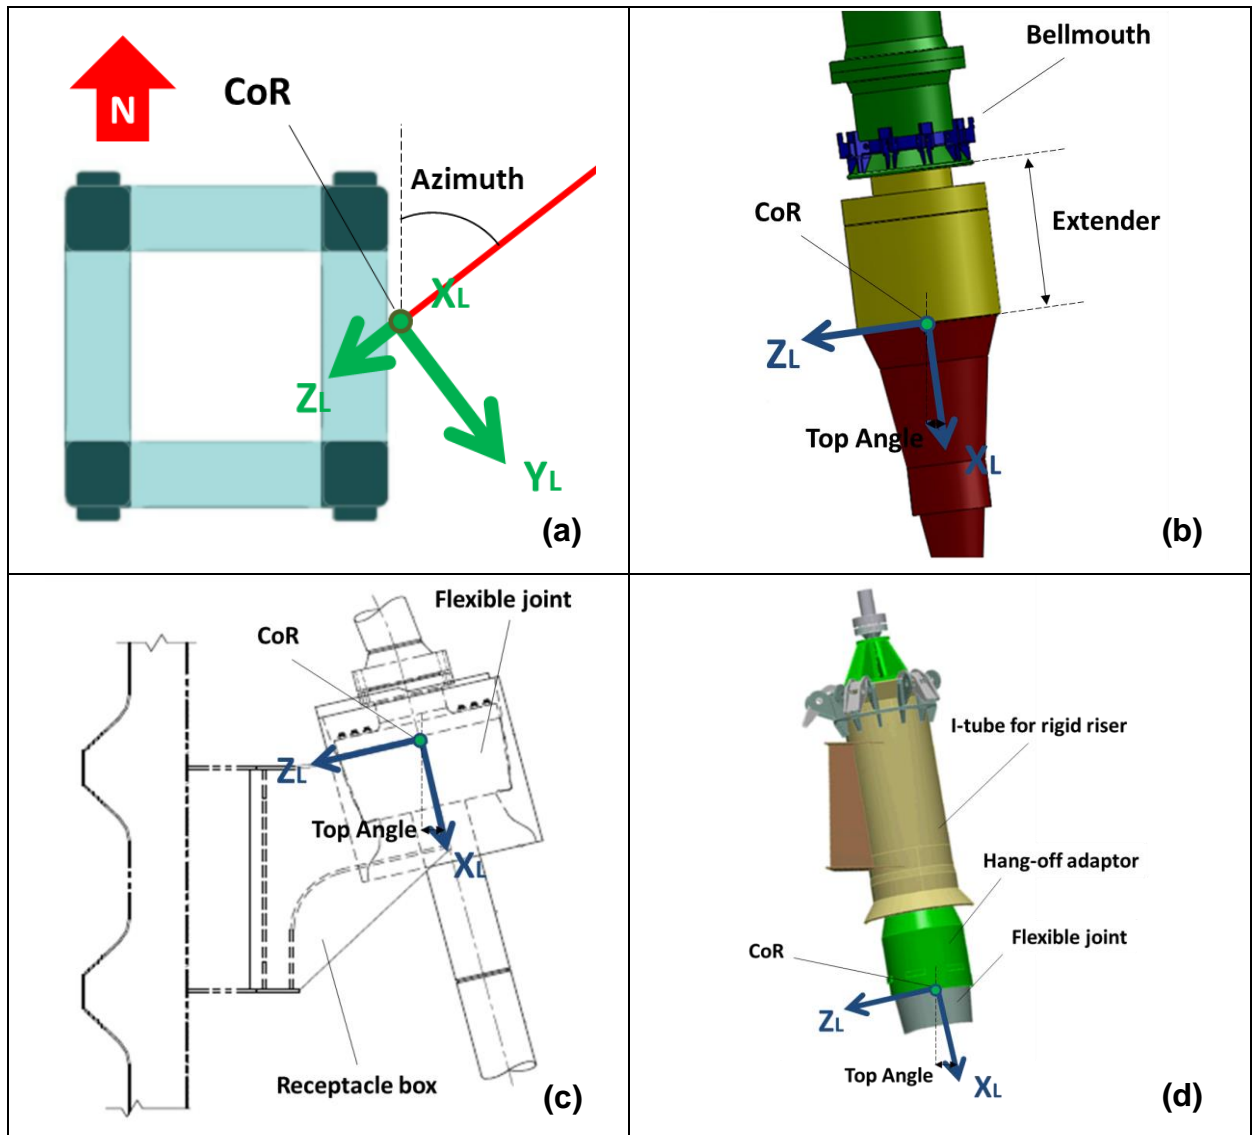 N
CoR
Azimuth
XL
ZL
YL
(a)
Bellmouth
CoR
Extender
ZL
Top Angle
XL
(b)
Flexible joint
CoR
ZL
Top Angle
XL
Receptacle box
(c)
I-tube for rigid riser
Hang-off adaptor
Flexible joint
CoR
ZL
Top Angle
XL
(d)